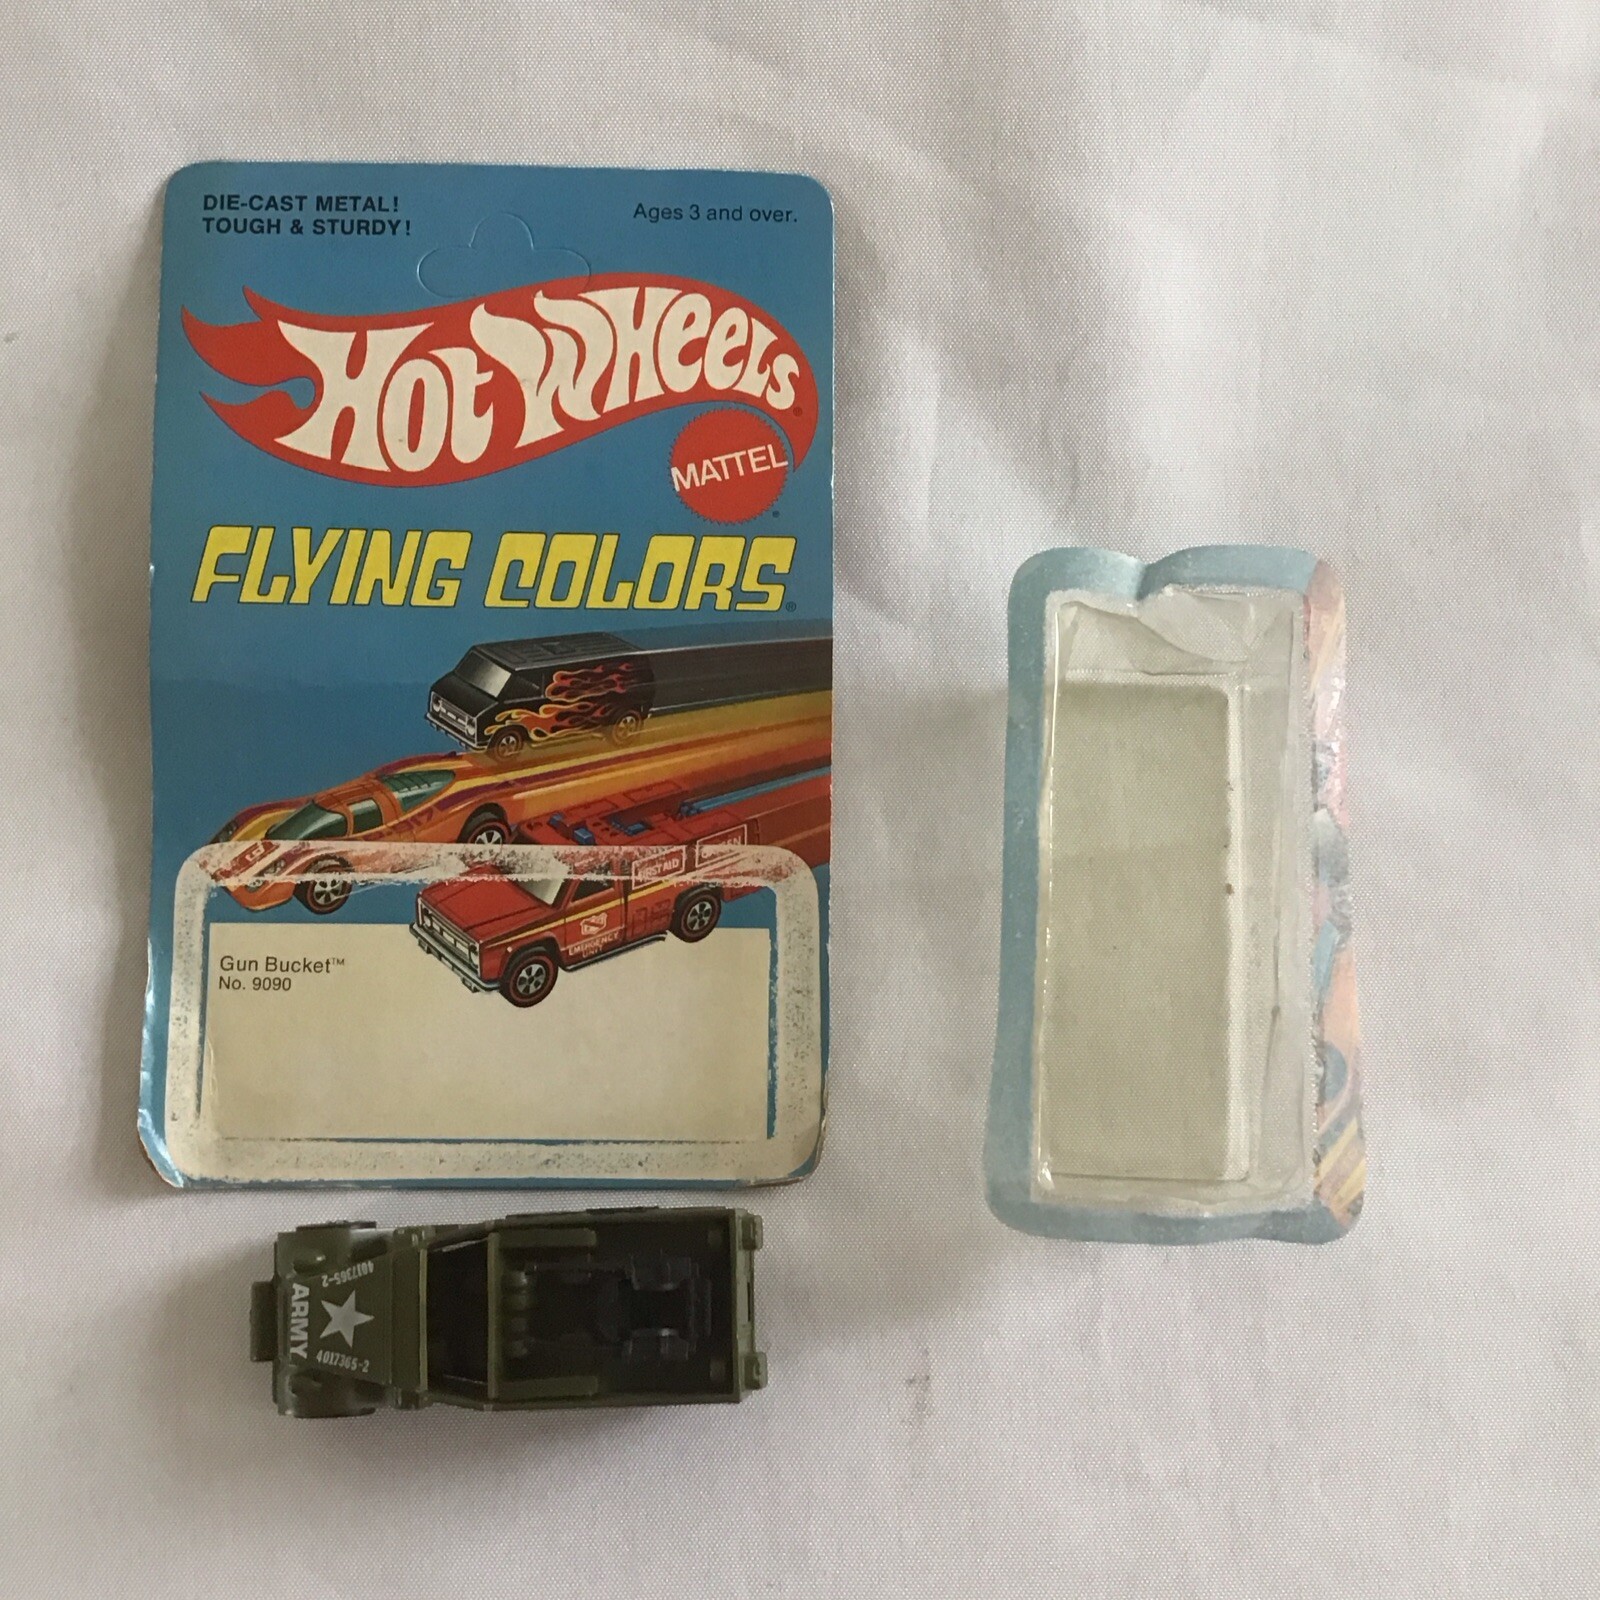 DIE-CAST METAL!
TOUGH & STURDY!
Ages 3 and over.
HOT WHEELS®
MATTEL®
FLYING COLORS®
917
FIRST AID
EMERGENCY
UNIT
Gun Bucket™
No. 9090
4017365-2
ARMY
4017365-2